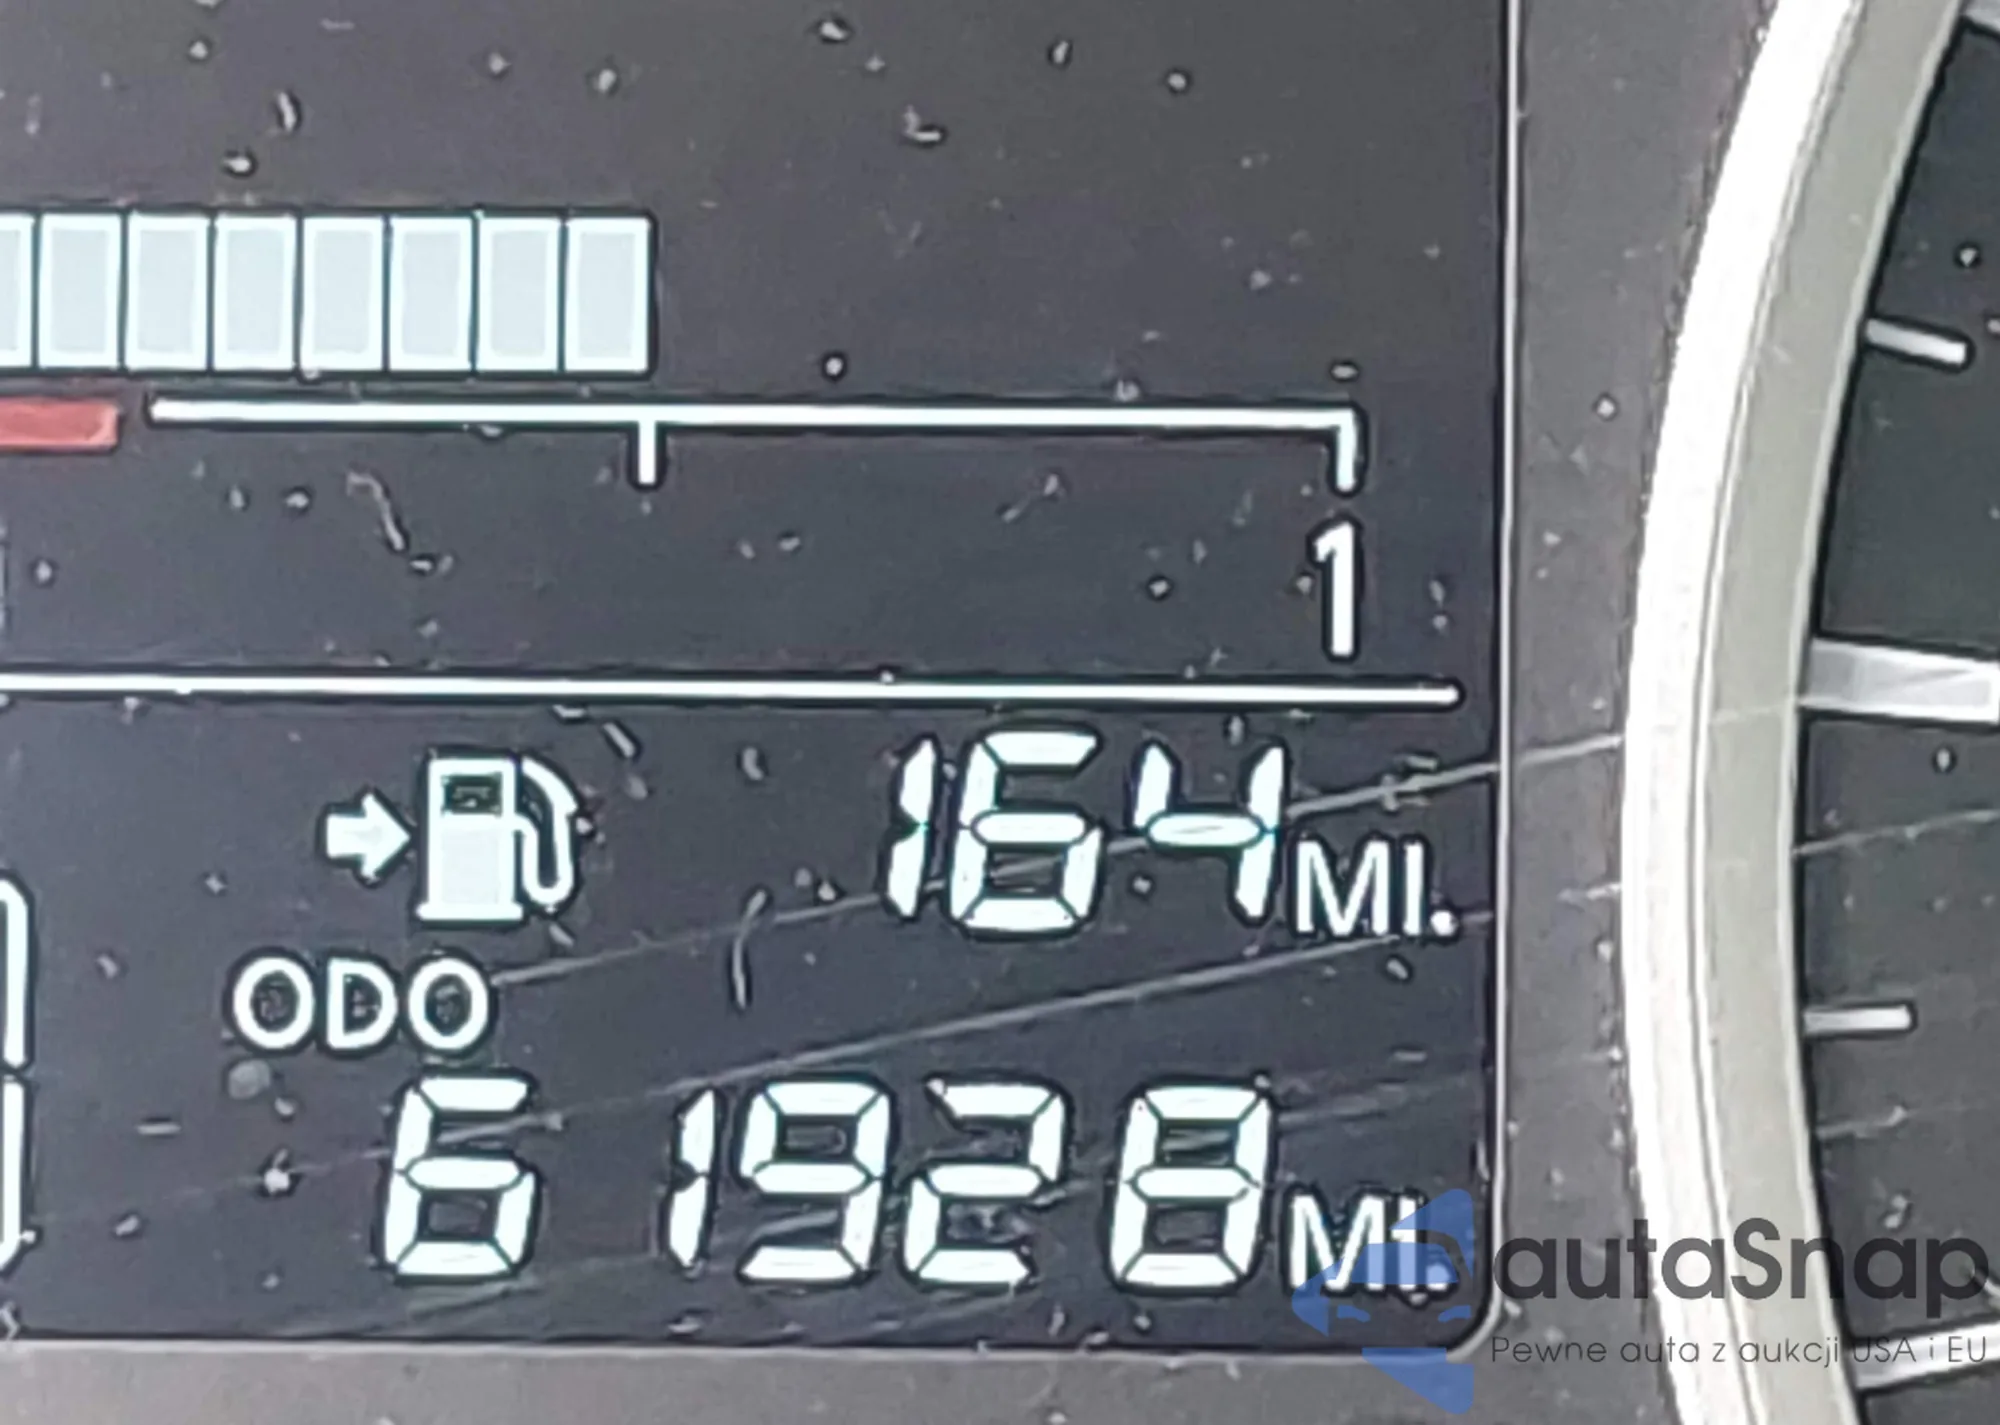 1
164 MI.
ODO
61928 MI.
autaSnap
Pewne auta z aukcji USA i EU